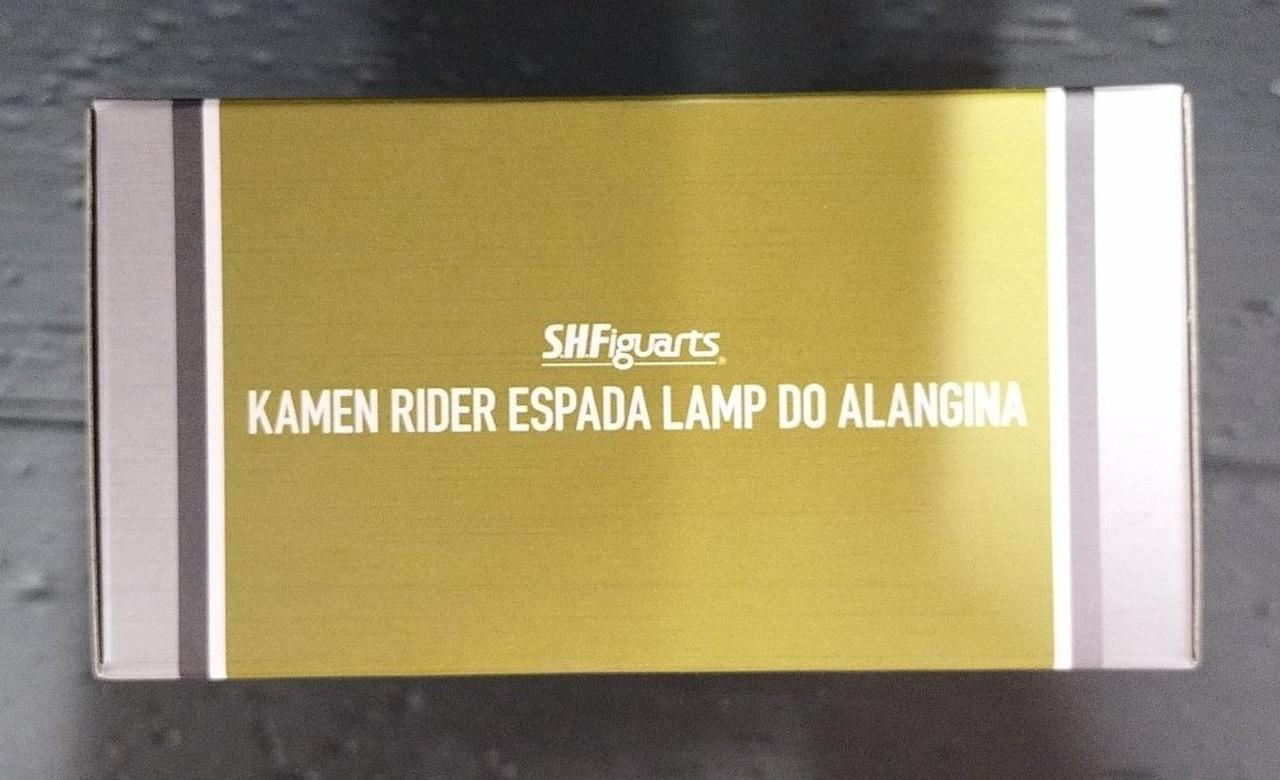 S.H.Figuarts
KAMEN RIDER ESPADA LAMP DO ALANGINA